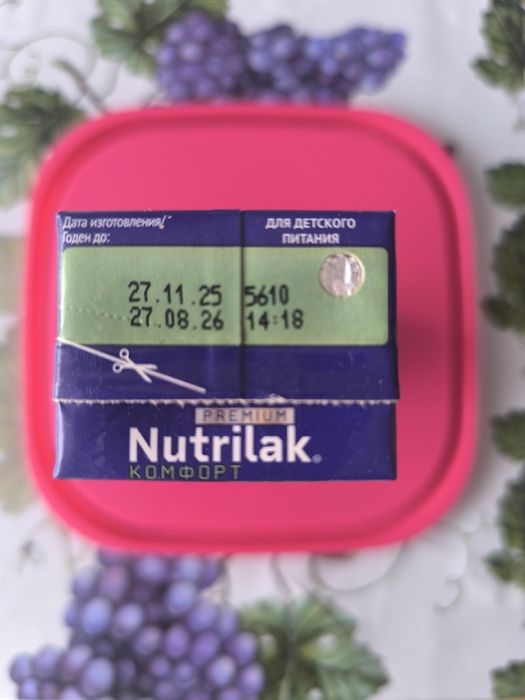 Дата изготовления/
Годен до:
ДЛЯ ДЕТСКОГО
ПИТАНИЯ
27.11.25 5610
27.08.26 14:18
PREMIUM
Nutrilak®
КОМФОРТ